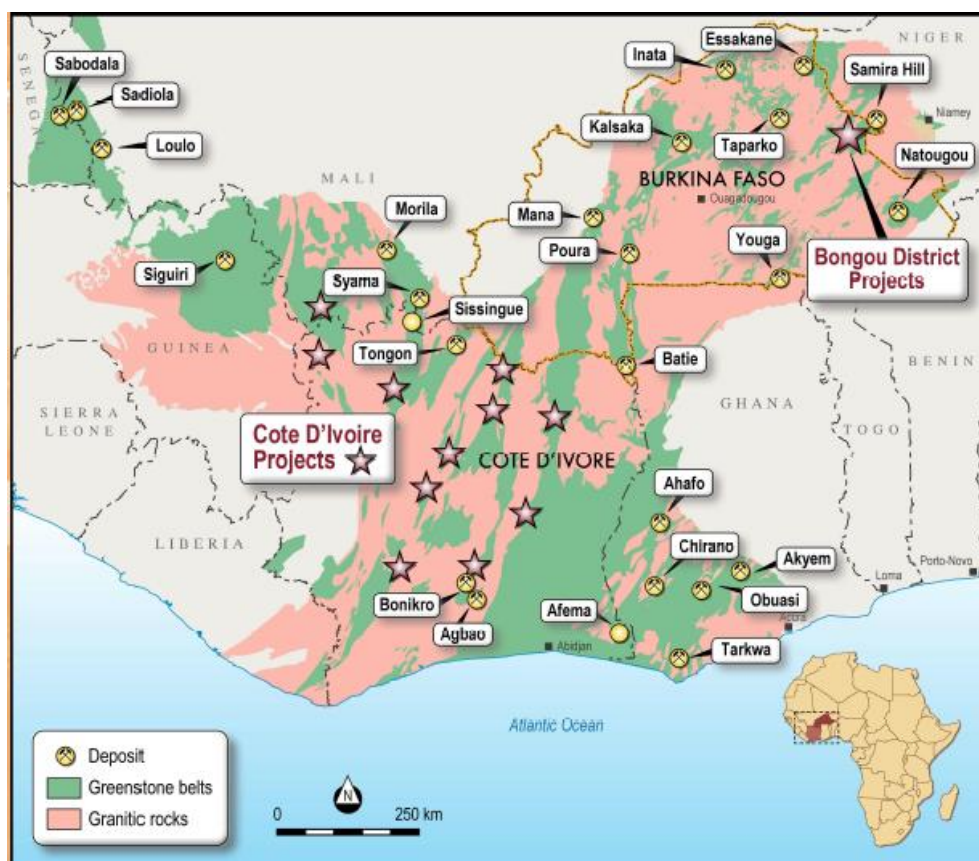 NIGER
Essakane
Inata
Samira Hill
Sabodala
SENEGAL
Sadiola
Niamey
Kalsaka
Taparko
Loulo
Natougou
BURKINA FASO
MALI
Ouagadougou
Mana
Morila
Poura
Youga
Bongou District
Projects
Siguiri
Syama
Sissingue
GUINEA
Tongon
Batie
BENIN
SIERRA
LEONE
GHANA
TOGO
Cote D'Ivoire
Projects
COTE D'IVORE
Ahafo
LIBERIA
Chirano
Akyem
Porto-Novo
Loma
Bonikro
Obuasi
Afema
Agbao
Accra
Abidjan
Tarkwa
Atlantic Ocean
Depositt
Greenstone belts
Granitic rocks
N
0 250 km